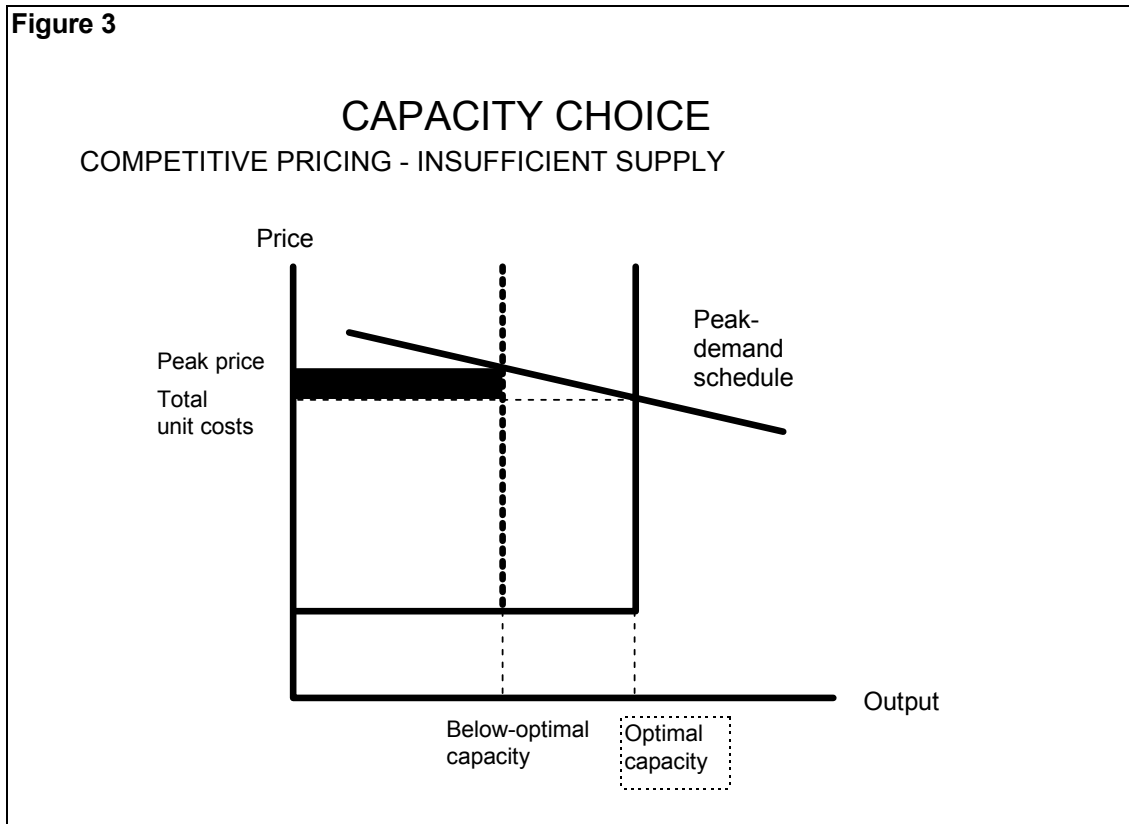 Figure 3
CAPACITY CHOICE
COMPETITIVE PRICING - INSUFFICIENT SUPPLY
Price
Peak-
demand
schedule
Peak price
Total
unit costs
Output
Below-optimal
capacity
Optimal
capacity